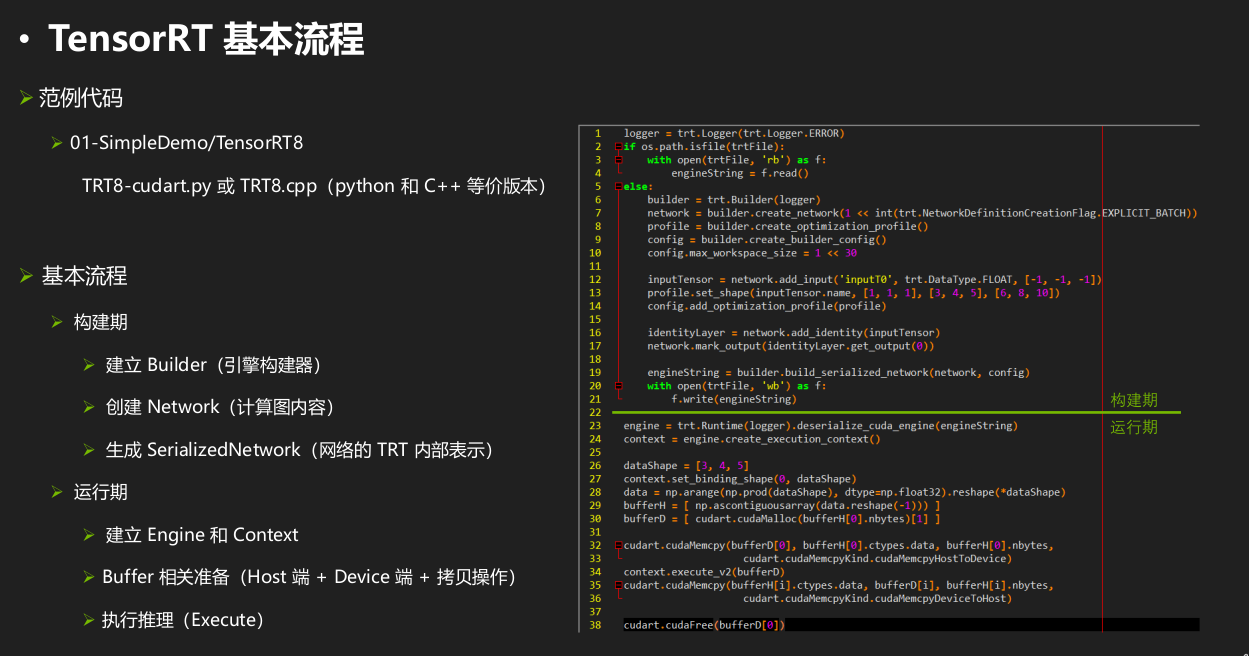 • TensorRT 基本流程
范例代码
01-SimpleDemo/TensorRT8
TRT8-cudart.py 或 TRT8.cpp（python 和 C++ 等价版本）
基本流程
构建期
建立 Builder（引擎构建器）
创建 Network（计算图内容）
生成 SerializedNetwork（网络的 TRT 内部表示）
运行期
建立 Engine 和 Context
Buffer 相关准备（Host 端 + Device 端 + 拷贝操作）
执行推理（Execute）
1 logger = trt.Logger(trt.Logger.ERROR)
2 if os.path.isfile(trtFile):
3 with open(trtFile, 'rb') as f:
4 engineString = f.read()
5 else:
6 builder = trt.Builder(logger)
7 network = builder.create_network(1 << int(trt.NetworkDefinitionCreationFlag.EXPLICIT_BATCH))
8 profile = builder.create_optimization_profile()
9 config = builder.create_builder_config()
10 config.max_workspace_size = 1 << 30
11
12 inputTensor = network.add_input('inputT0', trt.DataType.FLOAT, [-1, -1, -1])
13 profile.set_shape(inputTensor.name, [1, 1, 1], [3, 4, 5], [6, 8, 10])
14 config.add_optimization_profile(profile)
15
16 identityLayer = network.add_identity(inputTensor)
17 network.mark_output(identityLayer.get_output(0))
18
19 engineString = builder.build_serialized_network(network, config)
20 with open(trtFile, 'wb') as f:
21 f.write(engineString)
构建期
22
23 engine = trt.Runtime(logger).deserialize_cuda_engine(engineString)
运行期
24 context = engine.create_execution_context()
25
26 dataShape = [3, 4, 5]
27 context.set_binding_shape(0, dataShape)
28 data = np.arange(np.prod(dataShape), dtype=np.float32).reshape(*dataShape)
29 bufferH = [ np.ascontiguousarray(data.reshape(-1))) ]
30 bufferD = [ cudart.cudaMalloc(bufferH[0].nbytes)[1] ]
31
32 cudart.cudaMemcpy(bufferD[0], bufferH[0].ctypes.data, bufferH[0].nbytes,
33 cudart.cudaMemcpyKind.cudaMemcpyHostToDevice)
34 context.execute_v2(bufferD)
35 cudart.cudaMemcpy(bufferH[i].ctypes.data, bufferD[i], bufferH[i].nbytes,
36 cudart.cudaMemcpyKind.cudaMemcpyDeviceToHost)
37
38 cudart.cudaFree(bufferD[0])